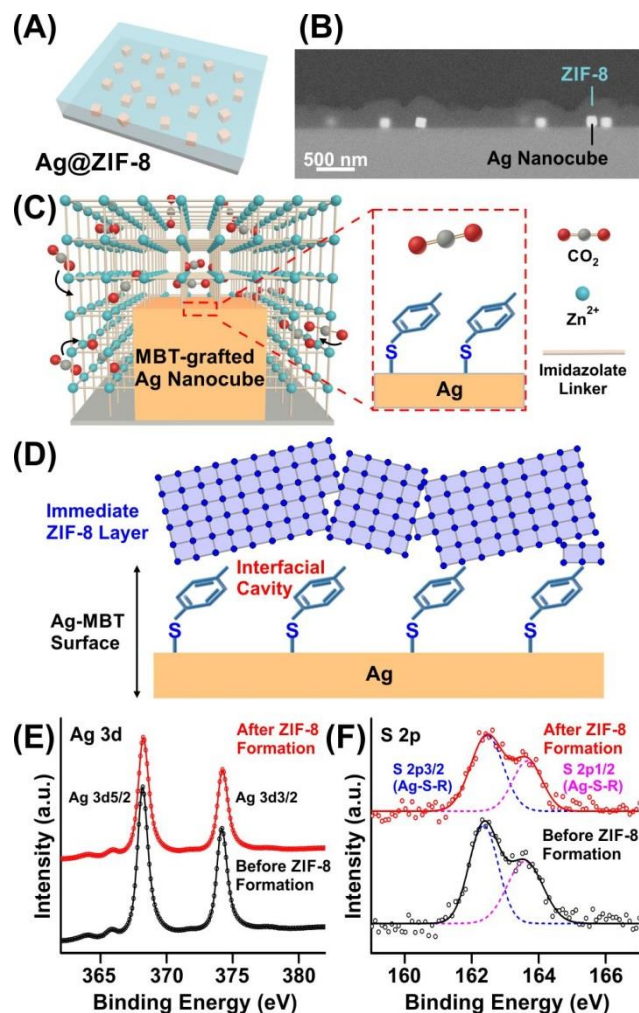 (A)
Ag@ZIF-8
(B)
ZIF-8
500 nm
Ag Nanocube
(C)
MBT-grafted
Ag Nanocube
S
S
Ag
CO2
Zn2+
Imidazolate
Linker
(D)
Immediate
ZIF-8 Layer
Interfacial
Cavity
Ag-MBT
Surface
S
S
S
S
Ag
(E)
Ag 3d
After ZIF-8
Formation
Ag 3d5/2
Ag 3d3/2
Before ZIF-8
Formation
Intensity (a.u.)
365
370
375
380
Binding Energy (eV)
(F)
S 2p
After ZIF-8
Formation
S 2p3/2
(Ag-S-R)
S 2p1/2
(Ag-S-R)
Before ZIF-8
Formation
Intensity (a.u.)
160
162
164
166
Binding Energy (eV)